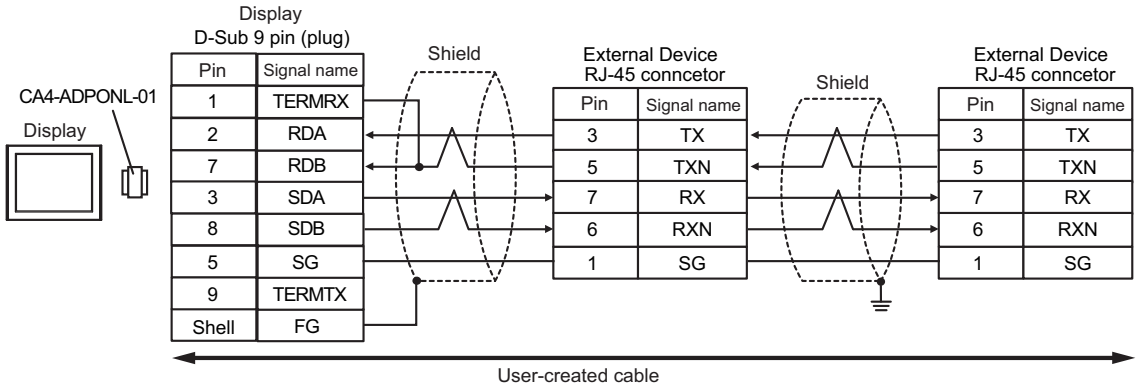 CA4-ADPONL-01
Display
Display
D-Sub 9 pin (plug)
Pin Signal name
1 TERMRX
2 RDA
7 RDB
3 SDA
8 SDB
5 SG
9 TERMTX
Shell FG
Shield
External Device
RJ-45 conncetor
Pin Signal name
3 TX
5 TXN
7 RX
6 RXN
1 SG
Shield
External Device
RJ-45 conncetor
Pin Signal name
3 TX
5 TXN
7 RX
6 RXN
1 SG
User-created cable